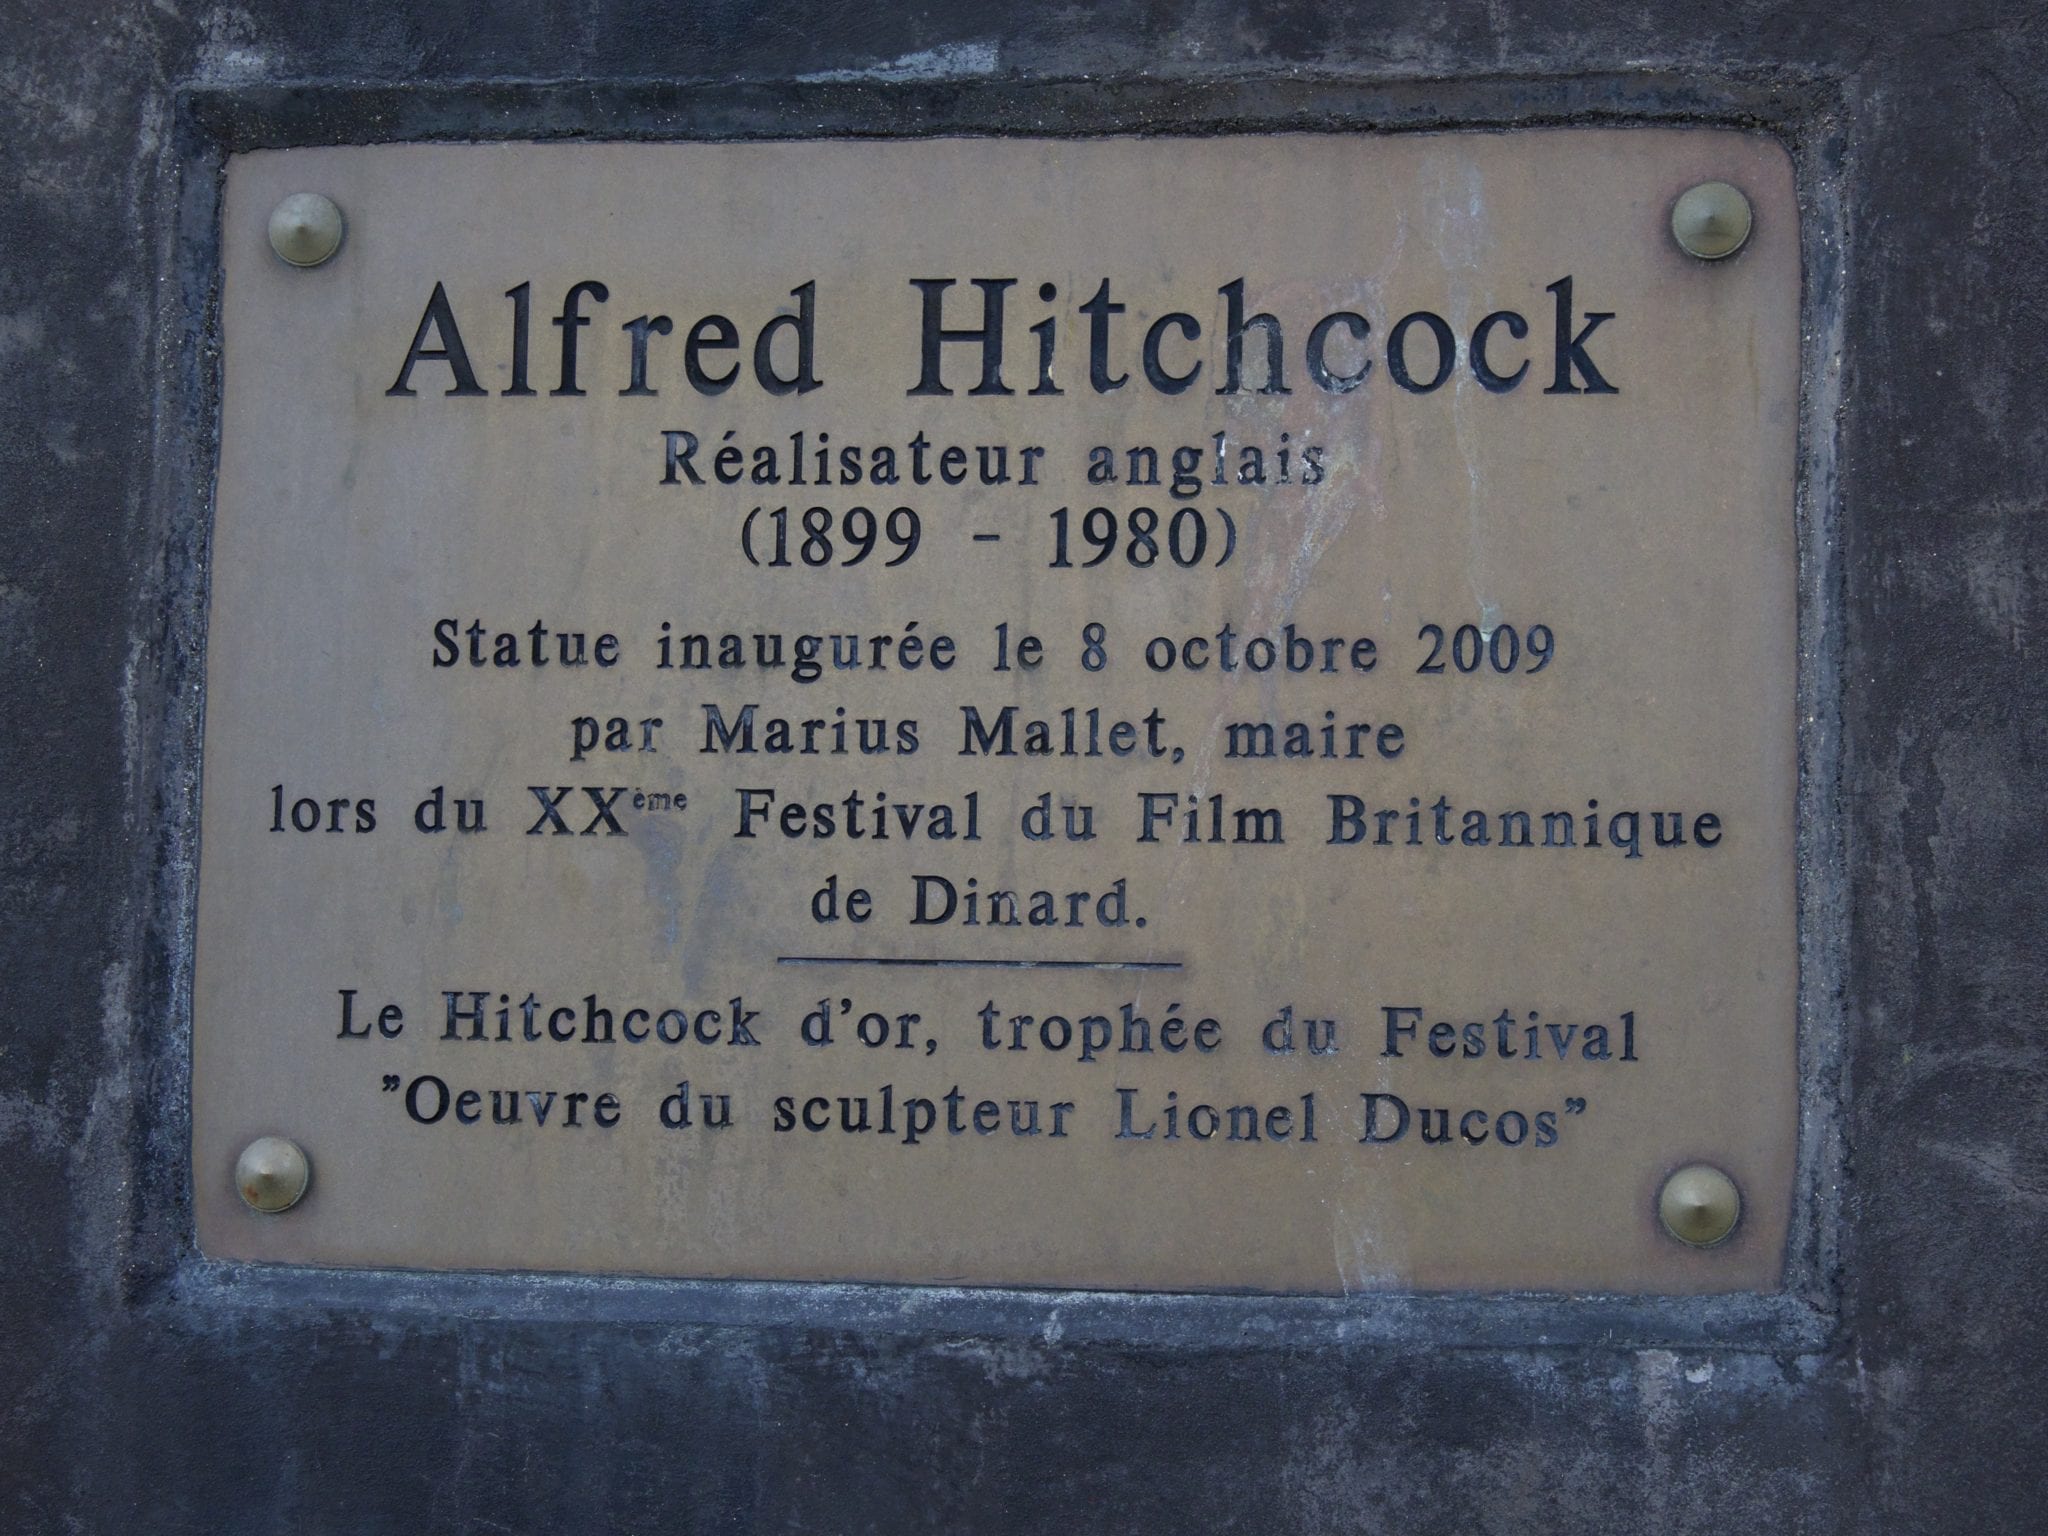 Alfred Hitchcock
Réalisateur anglais
(1899 - 1980)
Statue inaugurée le 8 octobre 2009
par Marius Mallet, maire
lors du XXème Festival du Film Britannique
de Dinard.
Le Hitchcock d'or, trophée du Festival
"Oeuvre du sculpteur Lionel Ducos"